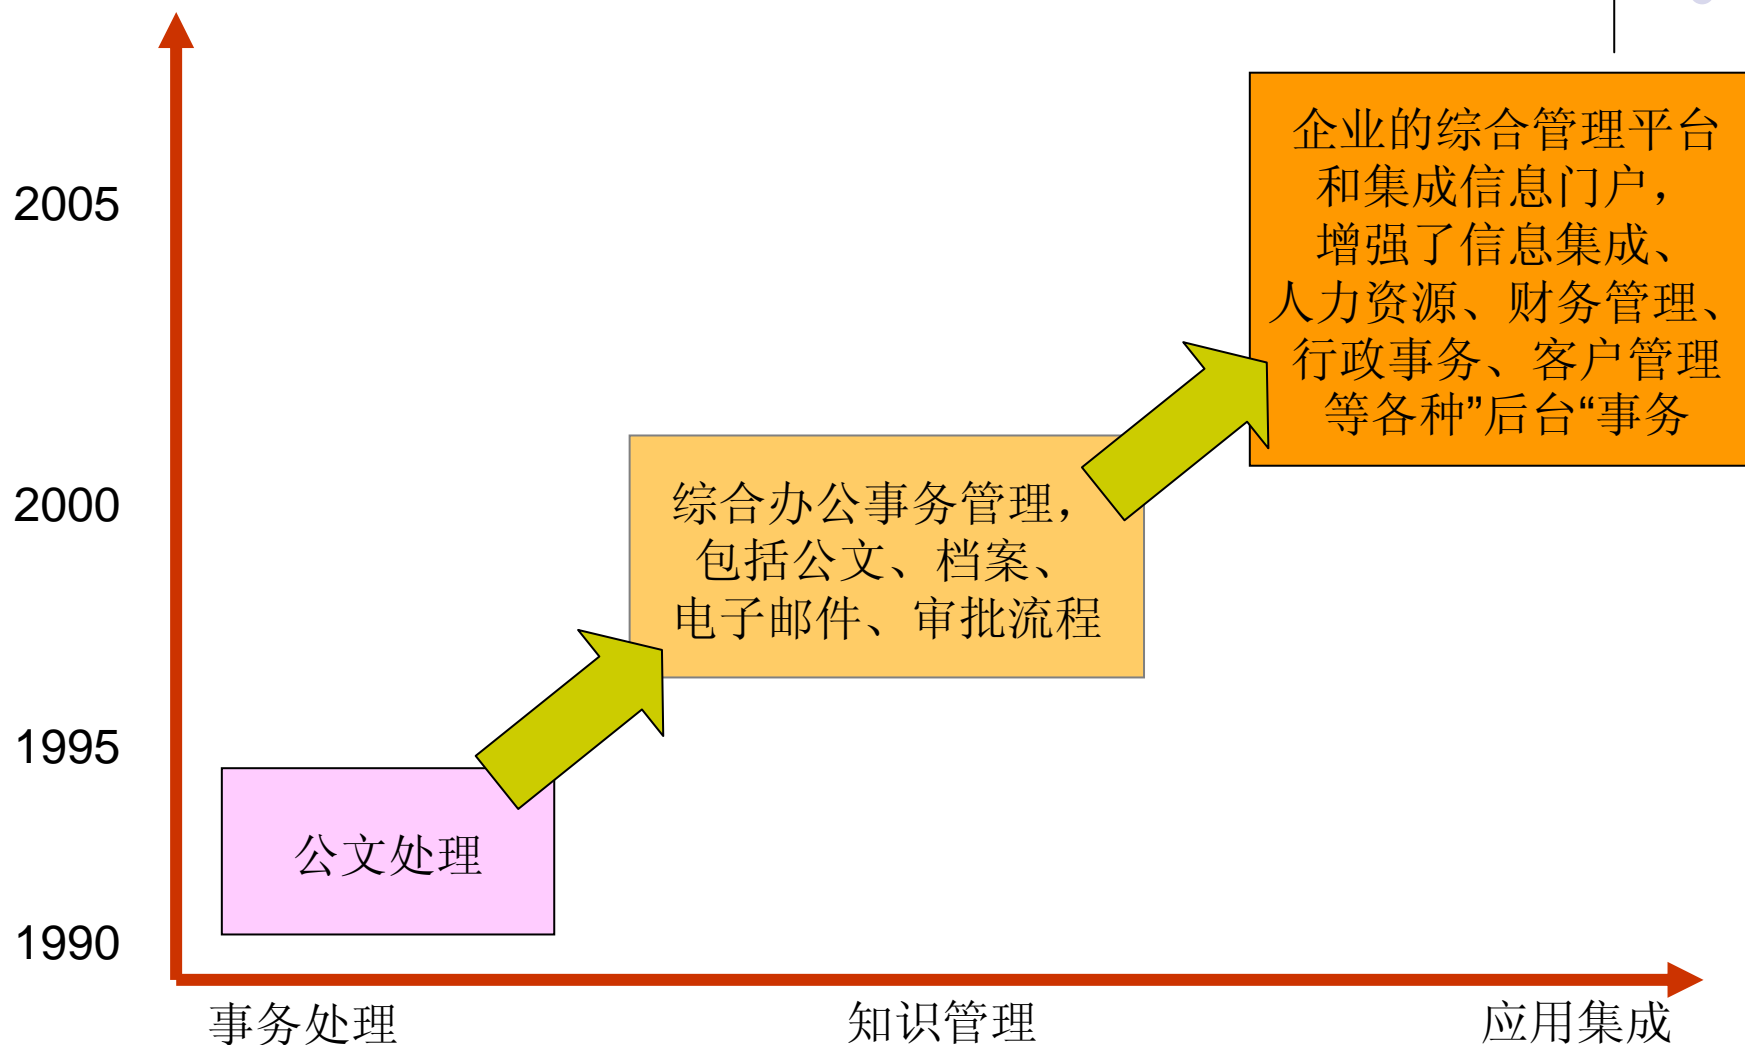 企业的综合管理平台
和集成信息门户，
增强了信息集成、
人力资源、财务管理、
行政事务、客户管理
等各种”后台“事务
2005
2000
综合办公事务管理，
包括公文、档案、
电子邮件、审批流程
1995
公文处理
1990
事务处理
知识管理
应用集成